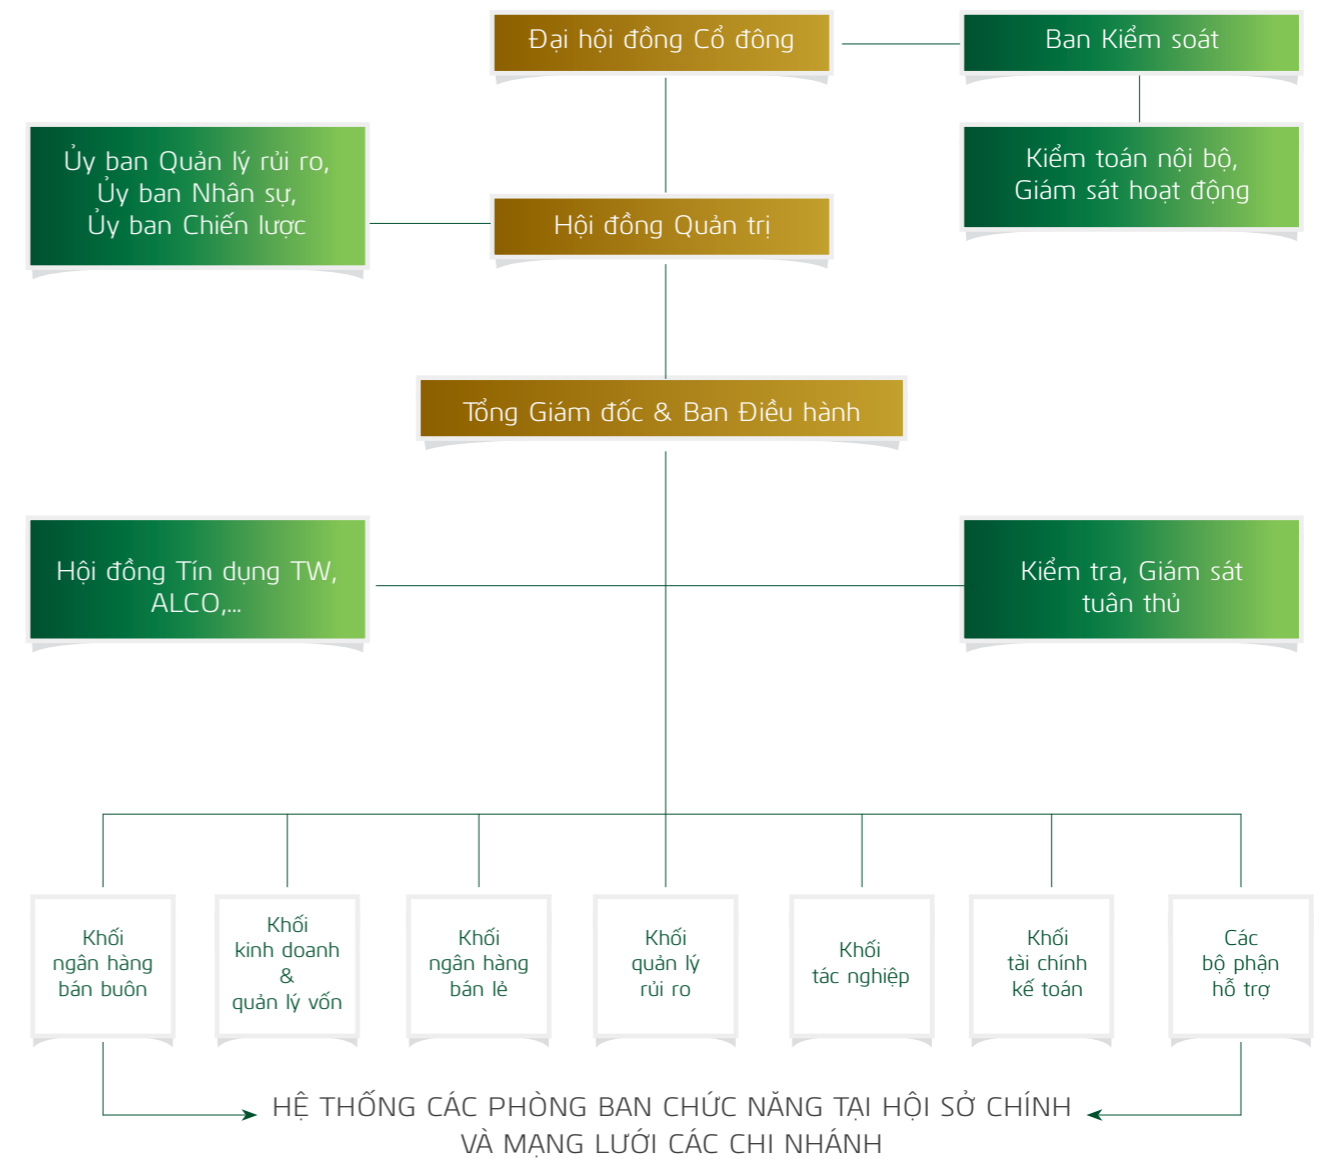 Đại hội đồng Cổ đông
Ban Kiểm soát
Ủy ban Quản lý rủi ro,
Ủy ban Nhân sự,
Ủy ban Chiến lược
Kiểm toán nội bộ,
Giám sát hoạt động
Hội đồng Quản trị
Tổng Giám đốc & Ban Điều hành
Hội đồng Tín dụng TW,
ALCO,...
Kiểm tra, Giám sát
tuân thủ
Khối
ngân hàng
bán buôn
Khối
kinh doanh
&
quản lý vốn
Khối
ngân hàng
bán lẻ
Khối
quản lý
rủi ro
Khối
tác nghiệp
Khối
tài chính
kế toán
Các
bộ phận
hỗ trợ
HỆ THỐNG CÁC PHÒNG BAN CHỨC NĂNG TẠI HỘI SỞ CHÍNH
VÀ MẠNG LƯỚI CÁC CHI NHÁNH